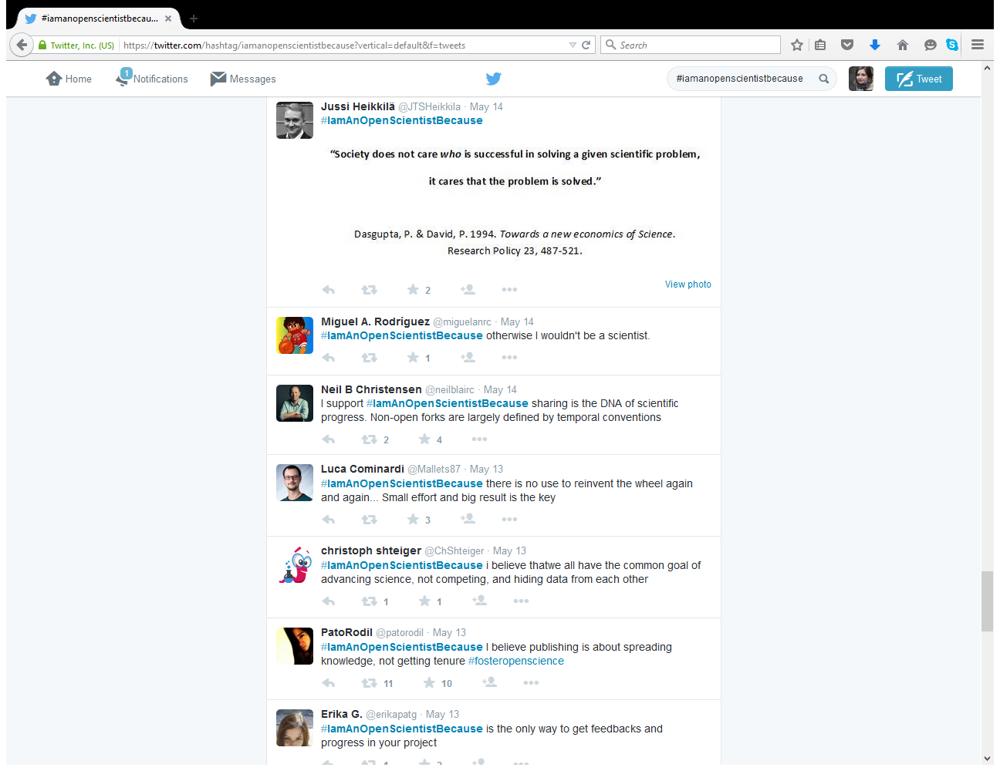 #iamanopenscientistbecau...
Twitter, Inc. (US)
https://twitter.com/hashtag/iamanopenscientistbecause?vertical=default&f=tweets
Search
Home
1
Notifications
Messages
#iamanopenscientistbecause
Tweet
Jussi Heikkilä @JTSHeikkila · May 14
#IamAnOpenScientistBecause
“Society does not care who is successful in solving a given scientific problem,
it cares that the problem is solved.”
Dasgupta, P. & David, P. 1994. Towards a new economics of Science.
Research Policy 23, 487-521.
View photo
2
Miguel A. Rodríguez @miguelanrc · May 14
#IamAnOpenScientistBecause otherwise I wouldn't be a scientist.
1
Neil B Christensen @neilblairc · May 14
I support #IamAnOpenScientistBecause sharing is the DNA of scientific
progress. Non-open forks are largely defined by temporal conventions
2 4
Luca Cominardi @Mallets87 · May 13
#IamAnOpenScientistBecause there is no use to reinvent the wheel again
and again... Small effort and big result is the key
3
christoph shteiger @ChShteiger · May 13
#IamAnOpenScientistBecause i believe thatwe all have the common goal of
advancing science, not competing, and hiding data from each other
1 1
PatoRodil @patorodil · May 13
#IamAnOpenScientistBecause I believe publishing is about spreading
knowledge, not getting tenure #fosteropenscience
11 10
Erika G. @erikapatg · May 13
#IamAnOpenScientistBecause is the only way to get feedbacks and
progress in your project